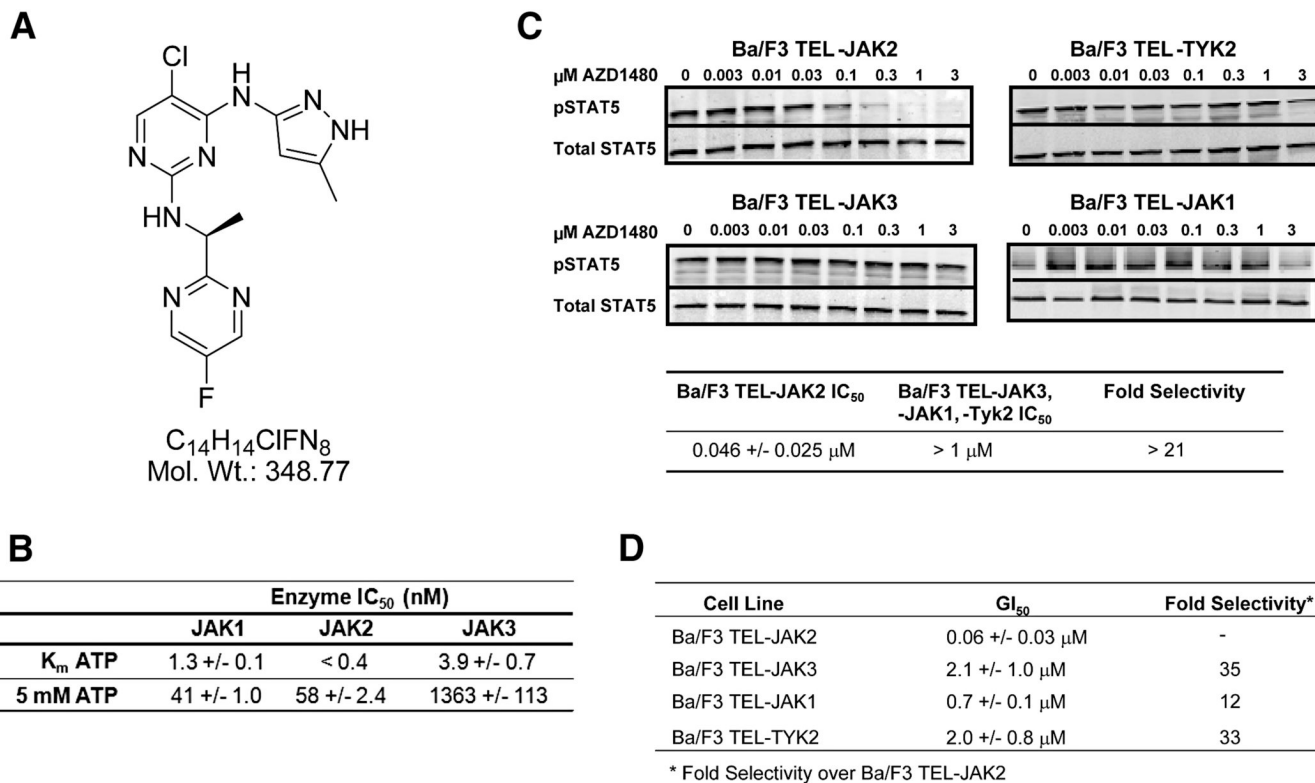 A
Cl
H
N
N
NH
N
N
HN
N
N
F
C₁₄H₁₄ClFN₈
Mol. Wt.: 348.77
B
Enzyme IC₅₀ (nM)
JAK1 JAK2 JAK3
Kₘ ATP 1.3 +/- 0.1 < 0.4 3.9 +/- 0.7
5 mM ATP 41 +/- 1.0 58 +/- 2.4 1363 +/- 113
C
Ba/F3 TEL-JAK2
µM AZD1480 0 0.003 0.01 0.03 0.1 0.3 1 3
pSTAT5
Total STAT5
Ba/F3 TEL-TYK2
0 0.003 0.01 0.03 0.1 0.3 1 3
Ba/F3 TEL-JAK3
µM AZD1480 0 0.003 0.01 0.03 0.1 0.3 1 3
pSTAT5
Total STAT5
Ba/F3 TEL-JAK1
0 0.003 0.01 0.03 0.1 0.3 1 3
Ba/F3 TEL-JAK2 IC₅₀ Ba/F3 TEL-JAK3, Fold Selectivity
-JAK1, -Tyk2 IC₅₀
0.046 +/- 0.025 µM > 1 µM > 21
D
Cell Line GI₅₀ Fold Selectivity*
Ba/F3 TEL-JAK2 0.06 +/- 0.03 µM -
Ba/F3 TEL-JAK3 2.1 +/- 1.0 µM 35
Ba/F3 TEL-JAK1 0.7 +/- 0.1 µM 12
Ba/F3 TEL-TYK2 2.0 +/- 0.8 µM 33
* Fold Selectivity over Ba/F3 TEL-JAK2